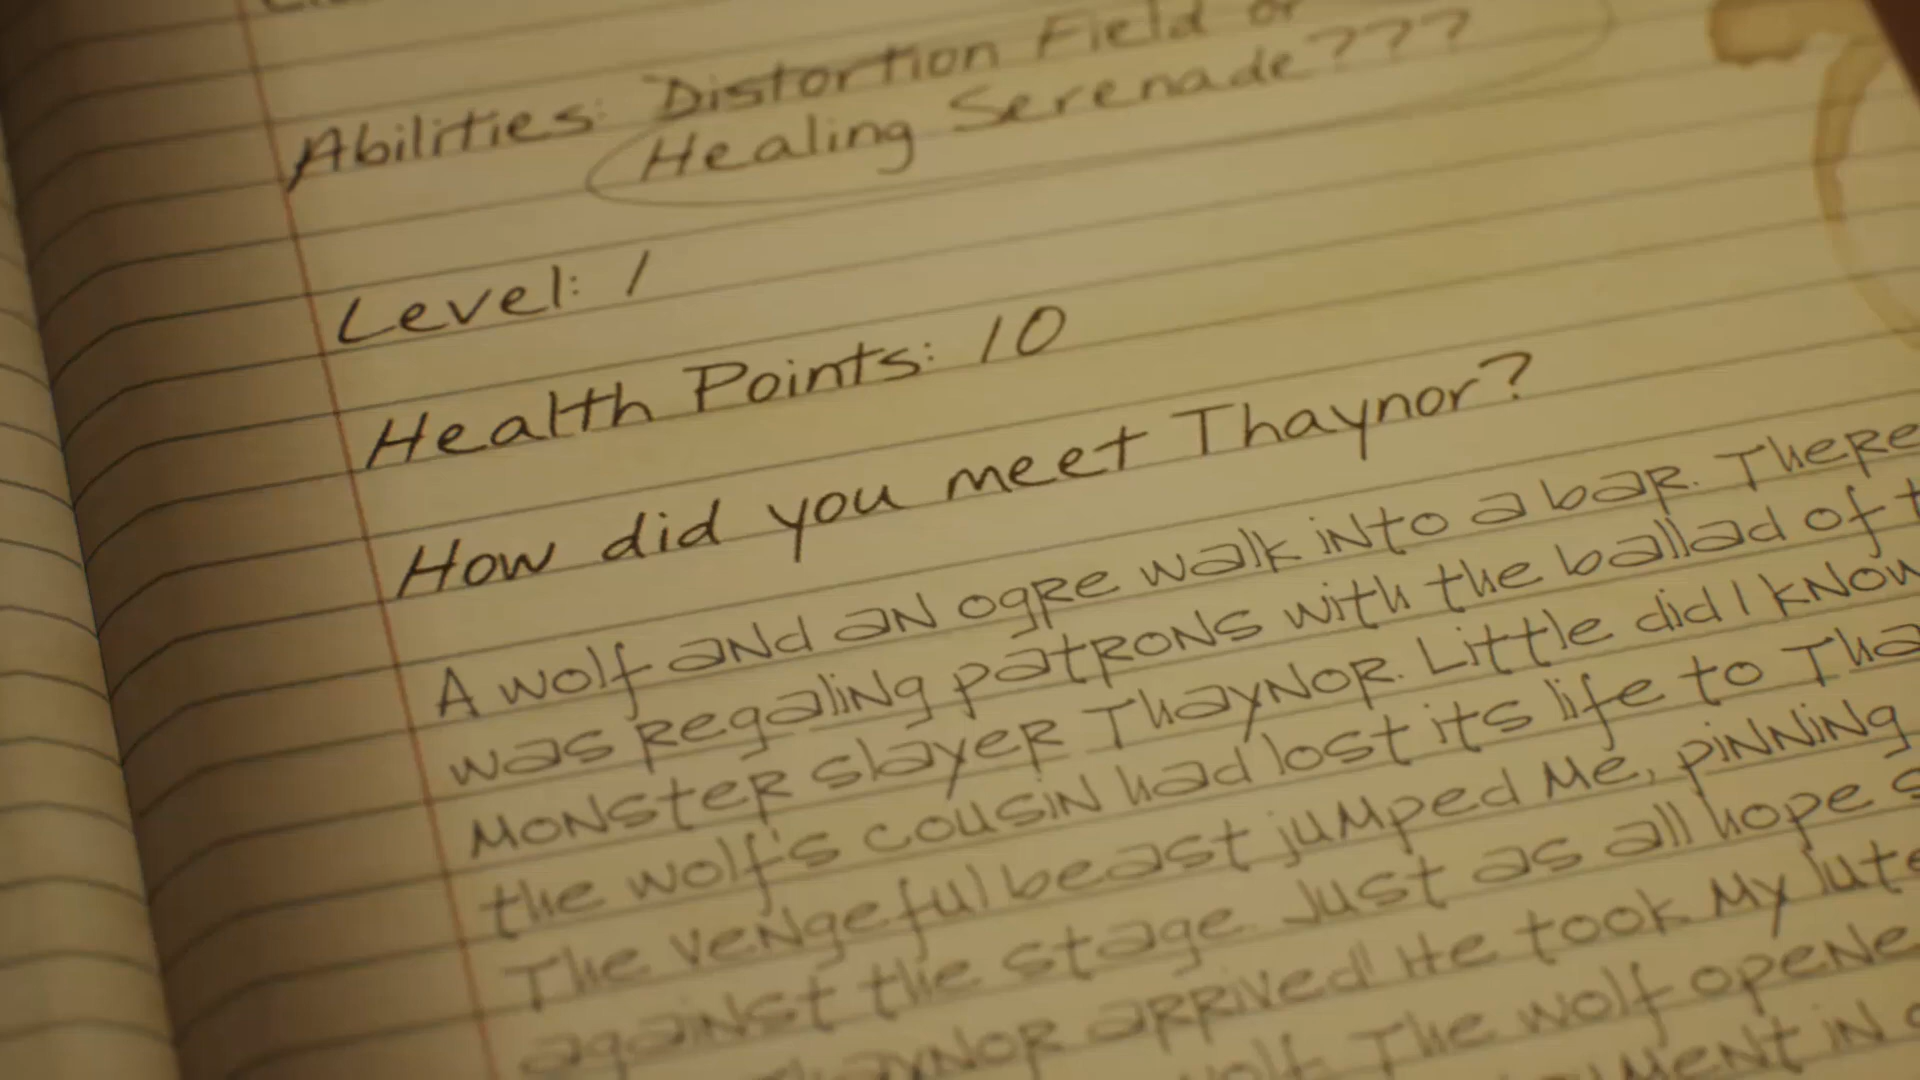 Abilities: Distortion Field or
Healing Serenade???
Level: 1
Health Points: 10
How did you meet Thaynor?
A wolf and an ogre walk into a bar. There
was regaling patrons with the ballad of
monster slayer Thaynor. Little did I know
the wolf's cousin had lost its life to
The vengeful beast jumped me, pinning
against the stage. Just as all hope
arrived! He took my lute
The wolf
in